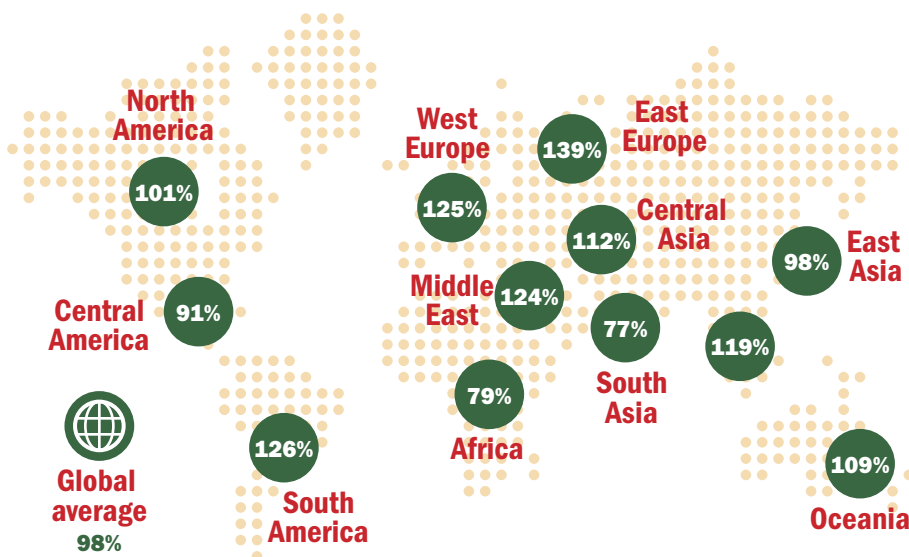 North
America
101%
West
Europe
125%
East
Europe
139%
Central
Asia
112%
East
Asia
98%
Middle
East
124%
Central
America
91%
77%
South
Asia
119%
79%
Africa
126%
South
America
109%
Oceania
Global
average
98%